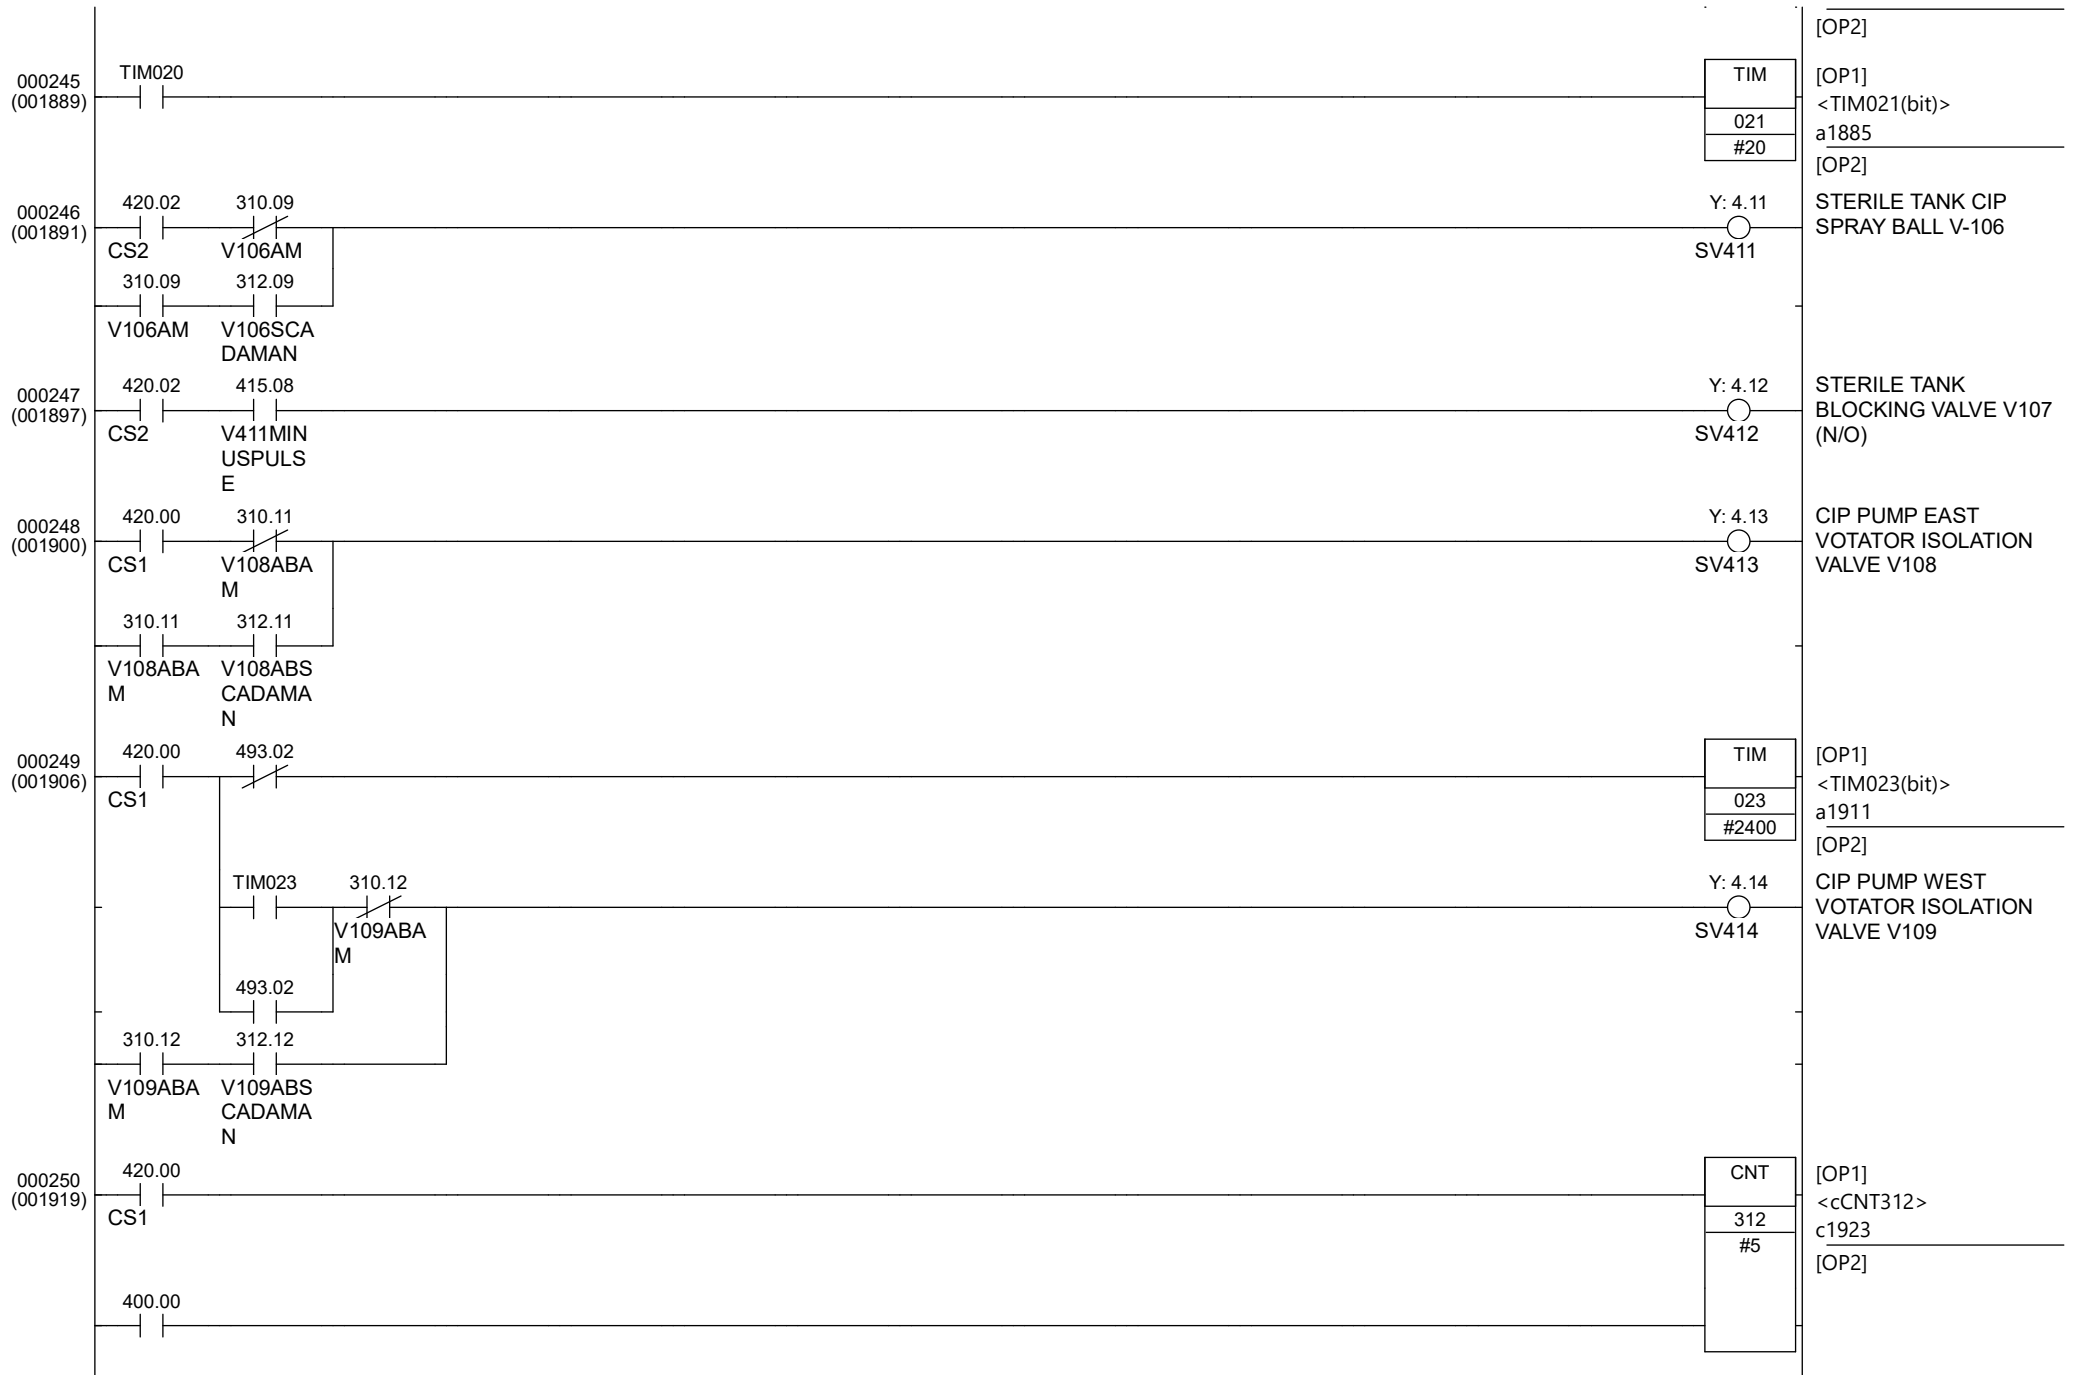 [OP2]
000245
(001889)
TIM020
TIM
021
#20
[OP1]
<TIM021(bit)>
a1885
[OP2]
000246
(001891)
420.02 310.09
CS2 V106AM
Y: 4.11
SV411
STERILE TANK CIP
SPRAY BALL V-106
310.09 312.09
V106AM V106SCA
DAMAN
000247
(001897)
420.02 415.08
CS2 V411MIN
USPULS
E
Y: 4.12
SV412
STERILE TANK
BLOCKING VALVE V107
(N/O)
000248
(001900)
420.00 310.11
CS1 V108ABA
M
Y: 4.13
SV413
CIP PUMP EAST
VOTATOR ISOLATION
VALVE V108
310.11 312.11
V108ABA V108ABS
M CADAMA
N
000249
(001906)
420.00 493.02
CS1
TIM
023
#2400
[OP1]
<TIM023(bit)>
a1911
[OP2]
TIM023 310.12
V109ABA
M
Y: 4.14
SV414
CIP PUMP WEST
VOTATOR ISOLATION
VALVE V109
493.02
310.12 312.12
V109ABA V109ABS
M CADAMA
N
000250
(001919)
420.00
CS1
CNT
312
#5
[OP1]
<cCNT312>
c1923
[OP2]
400.00